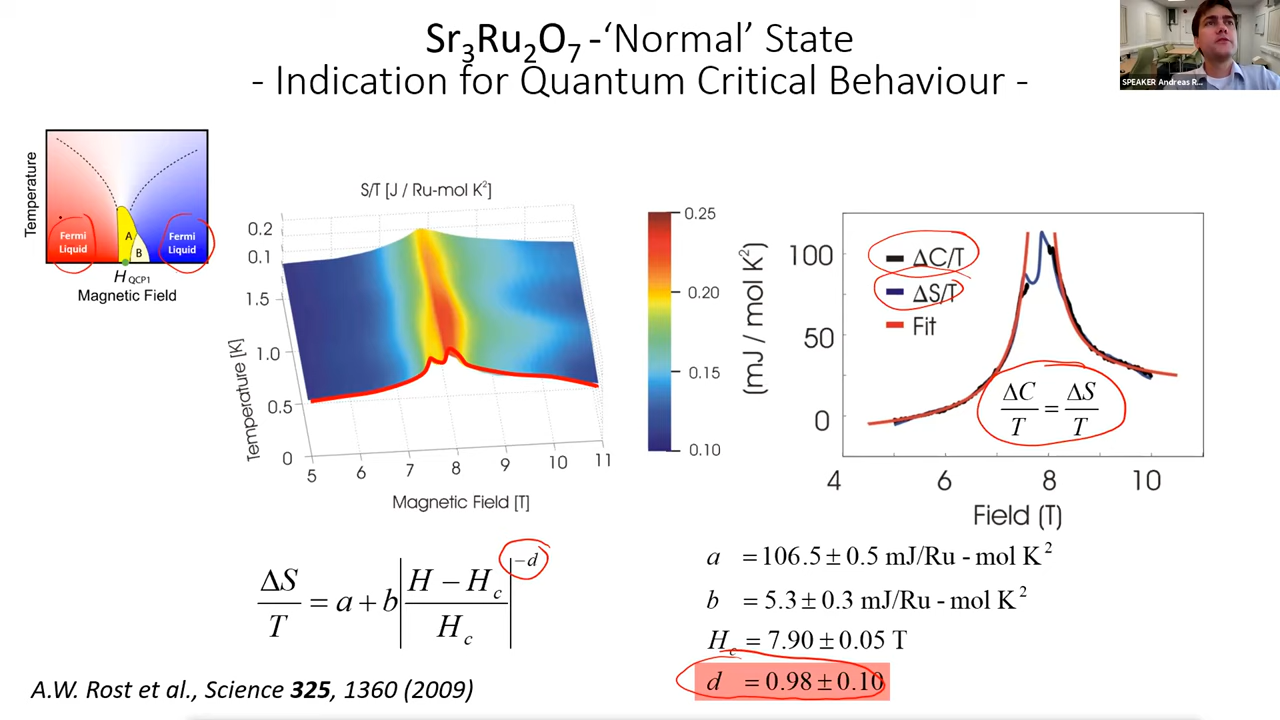 Sr3Ru2O7 -‘Normal’ State
- Indication for Quantum Critical Behaviour -
SPEAKER Andreas R...
Temperature
Fermi Liquid
A
B
Fermi Liquid
H QCP1
Magnetic Field
S/T [J / Ru-mol K²]
0.2
0.1
1.5
1.0
0.5
0
Temperature [K]
5 6 7 8 9 10 11
Magnetic Field [T]
0.25
0.20
0.15
0.10
(mJ / mol K²)
100
50
0
ΔC/T
ΔS/T
Fit
ΔC/T = ΔS/T
4 6 8 10
Field (T)
ΔS/T = a + b|(H − Hc)/Hc|^−d
a = 106.5 ± 0.5 mJ/Ru - mol K²
b = 5.3 ± 0.3 mJ/Ru - mol K²
Hc = 7.90 ± 0.05 T
d = 0.98 ± 0.10
A.W. Rost et al., Science 325, 1360 (2009)